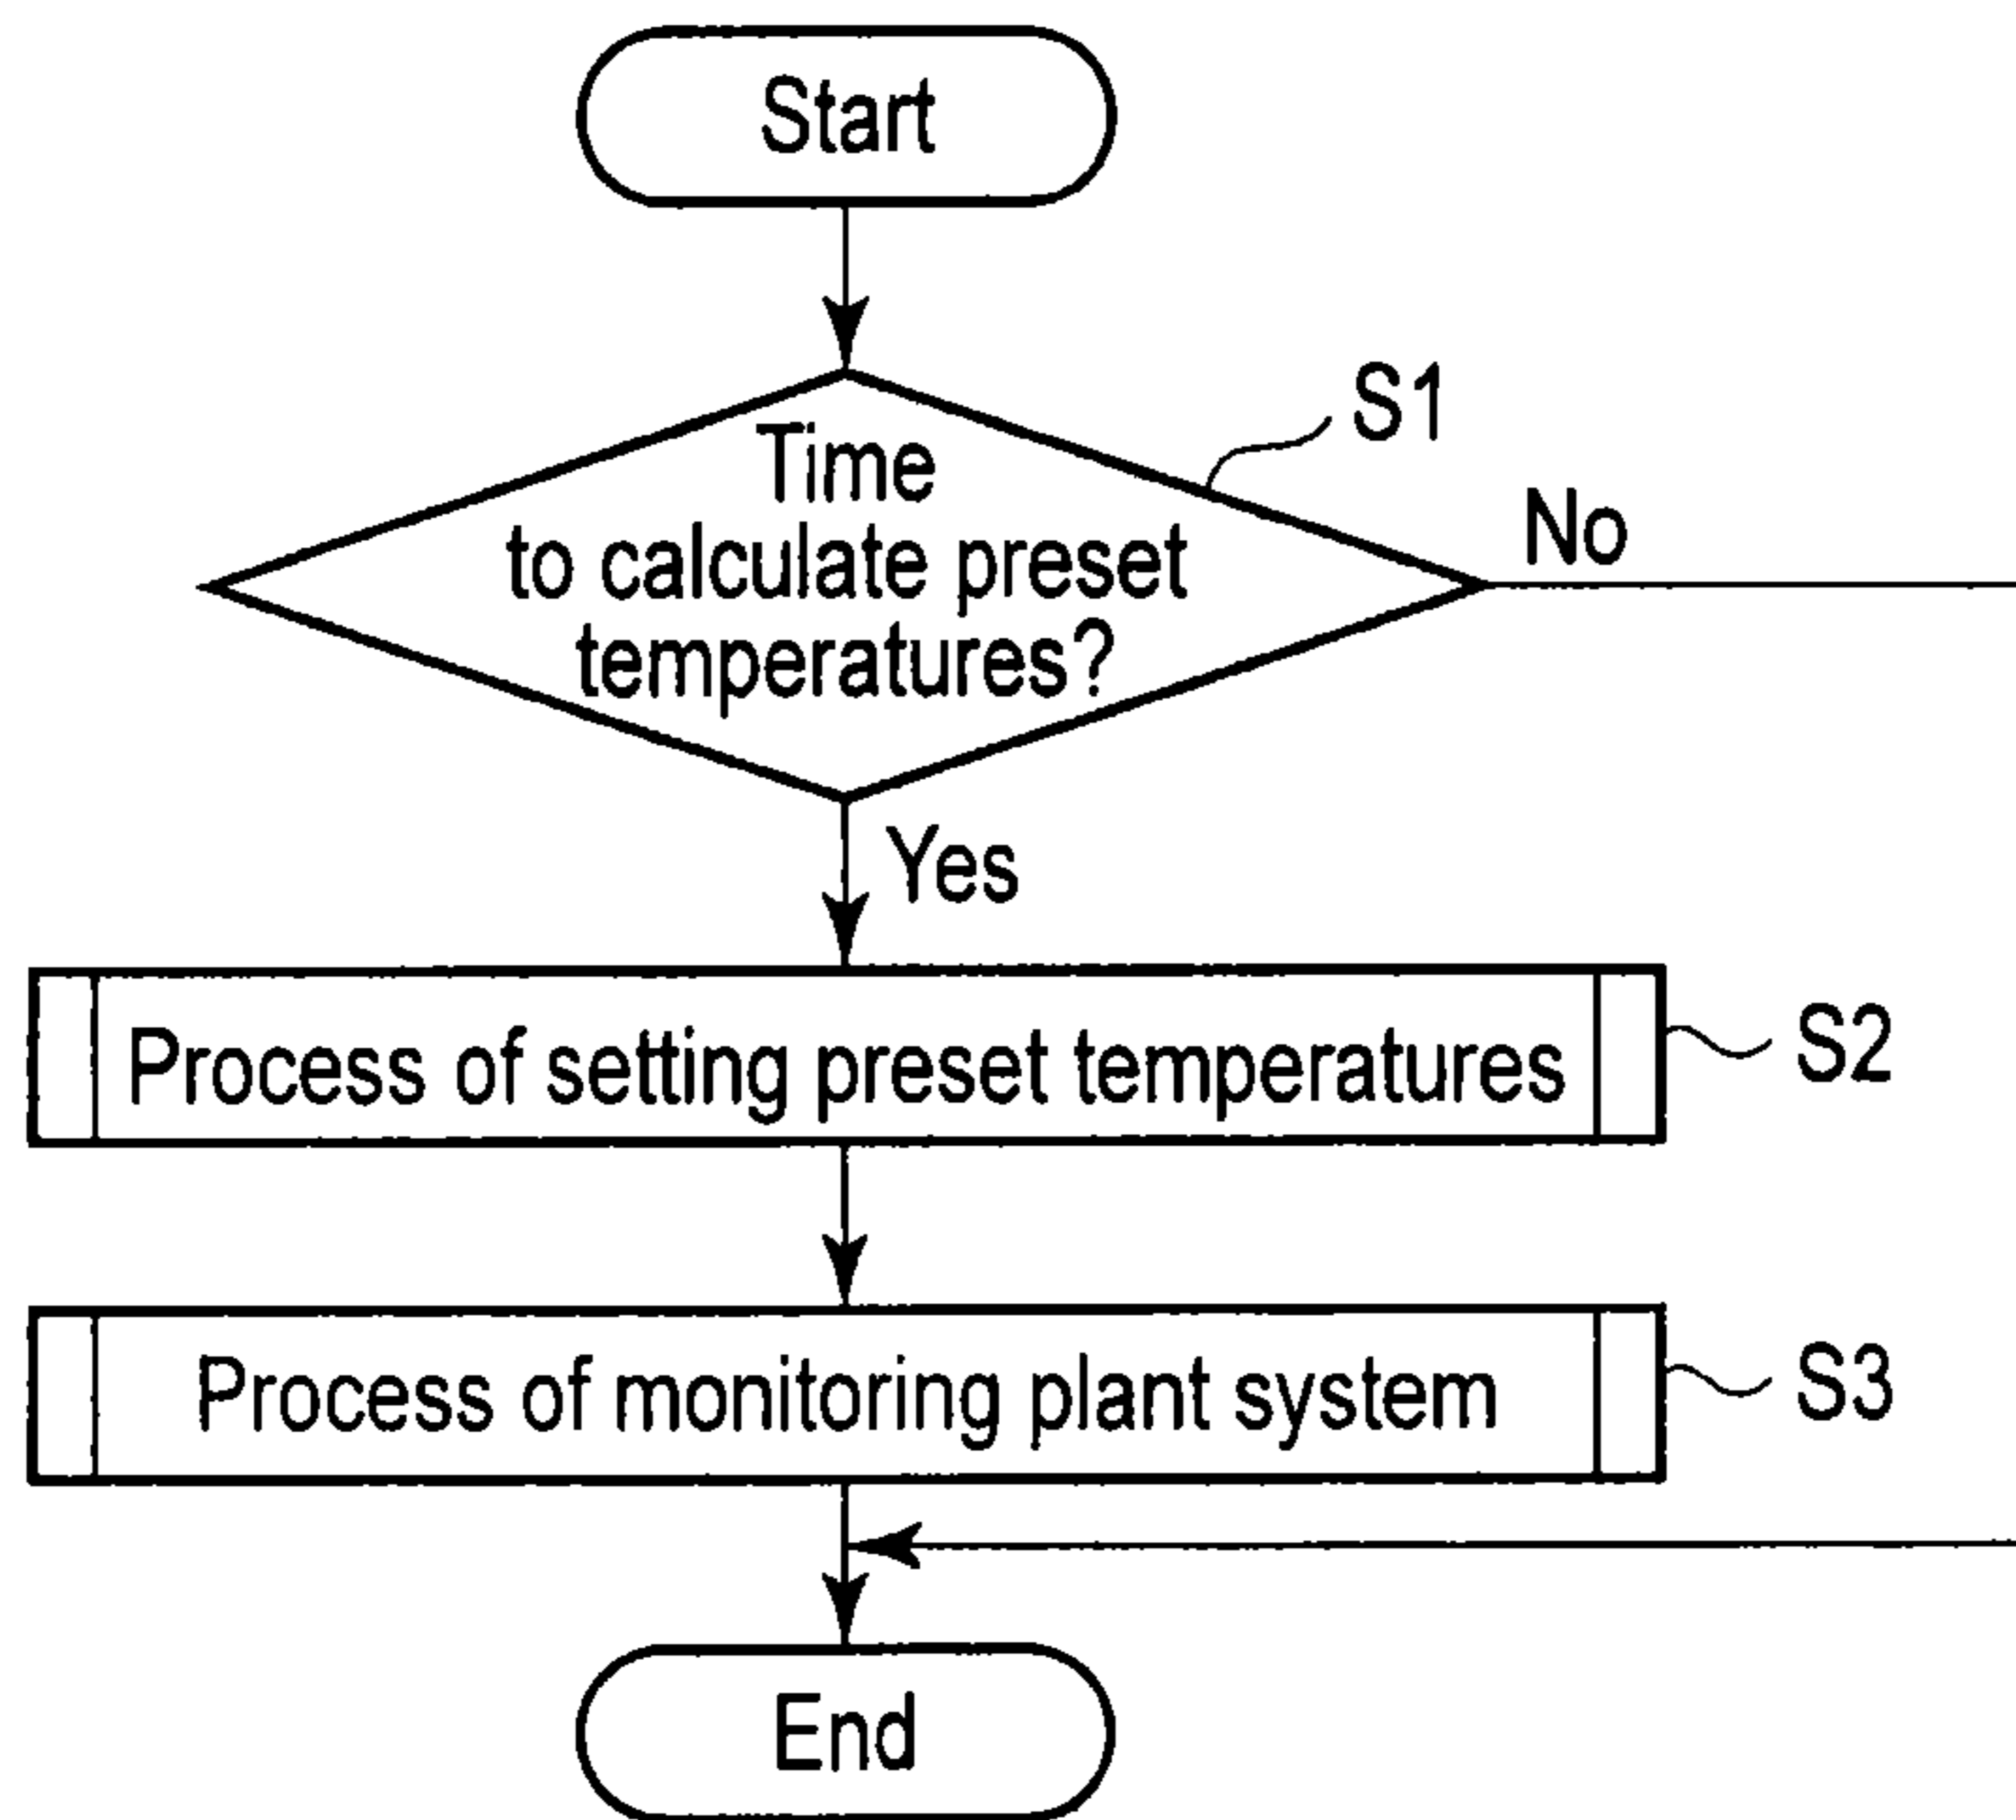 Start
S1
Time
to calculate preset
temperatures?
No
Yes
Process of setting preset temperatures
S2
Process of monitoring plant system
S3
End